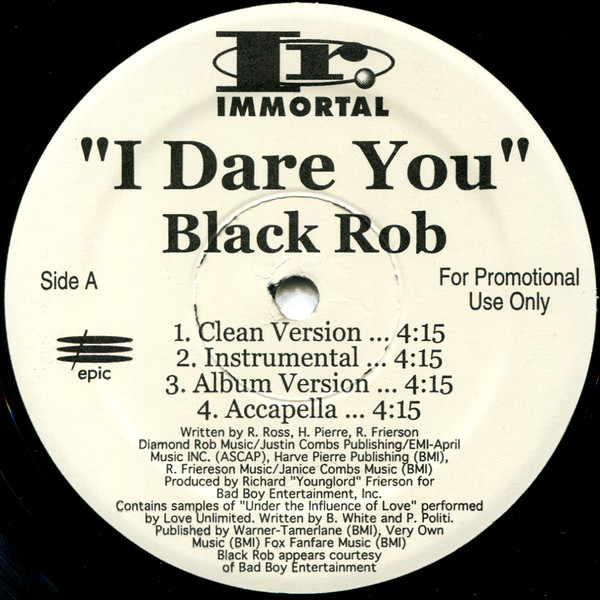 Ir.
IMMORTAL
"I Dare You"
Black Rob
Side A
For Promotional
Use Only
epic
1. Clean Version ... 4:15
2. Instrumental ... 4:15
3. Album Version ... 4:15
4. Accapella ... 4:15
Written by R. Ross, H. Pierre, R. Frierson
Diamond Rob Music/Justin Combs Publishing/EMI-April
Music INC. (ASCAP), Harve Pierre Publishing (BMI),
R. Friereson Music/Janice Combs Music (BMI)
Produced by Richard "Younglord" Frierson for
Bad Boy Entertainment, Inc.
Contains samples of "Under the Influence of Love" performed
by Love Unlimited. Written by B. White and P. Politi.
Published by Warner-Tamerlane (BMI), Very Own
Music (BMI) Fox Fanfare Music (BMI)
Black Rob appears courtesy
of Bad Boy Entertainment